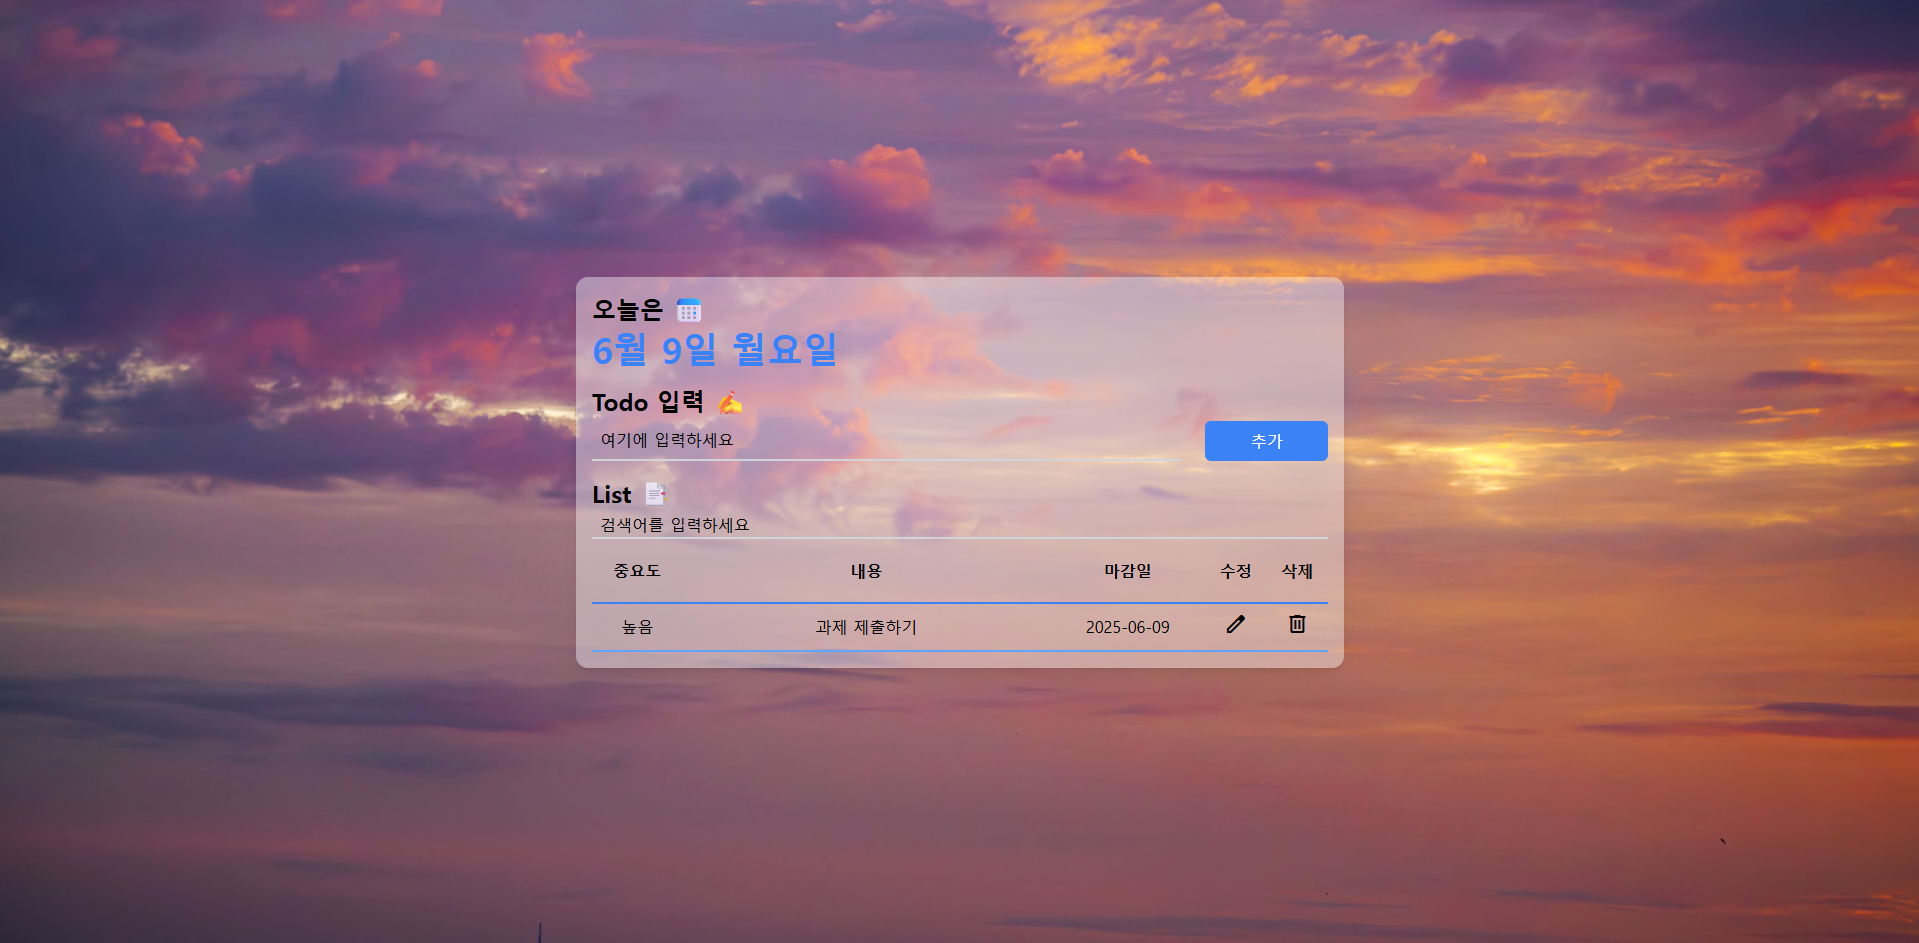 오늘은
6월 9일 월요일
Todo 입력
여기에 입력하세요
추가
List
검색어를 입력하세요
중요도 내용 마감일 수정 삭제
높음 과제 제출하기 2025-06-09